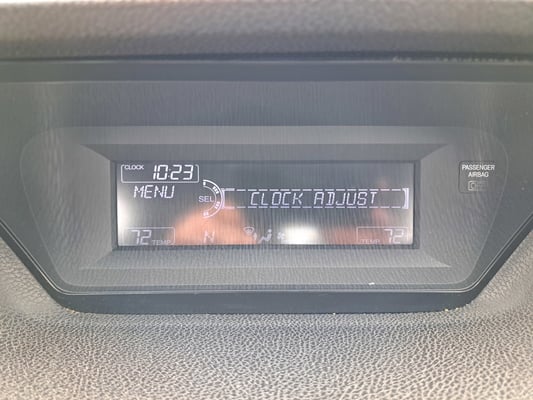 CLOCK 10:23
MENU
SEL
CLOCK ADJUST
PASSENGER
AIRBAG
72 TEMP
72 TEMP